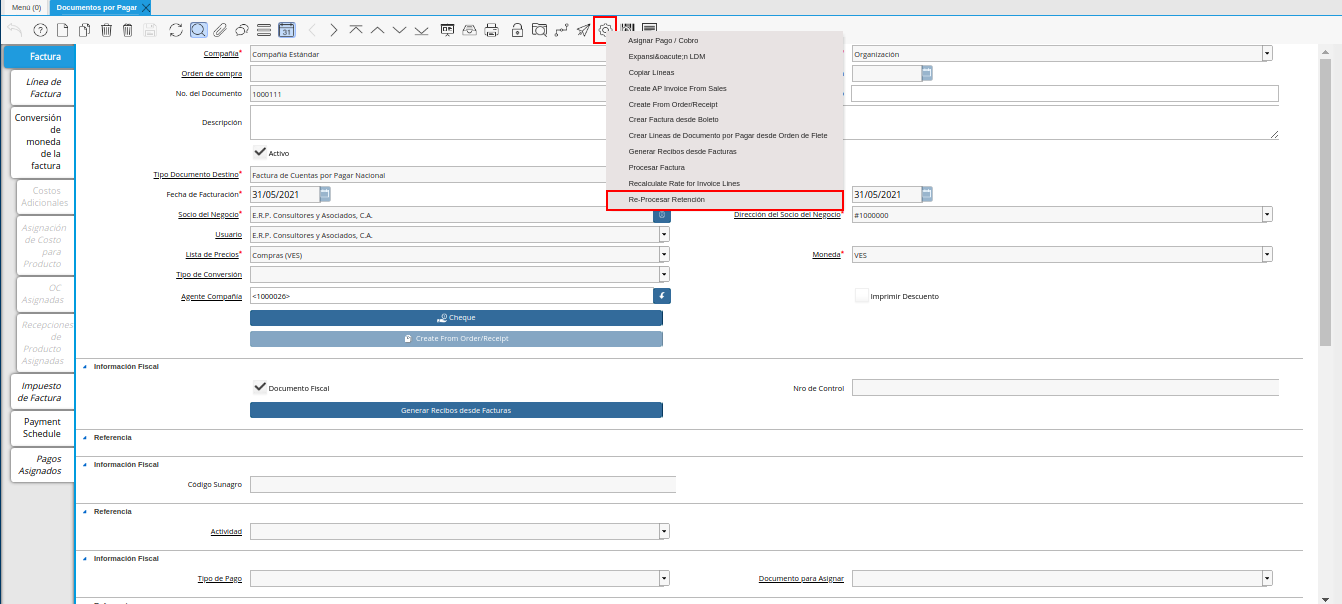 Menú (0)
Documentos por Pagar
31
Factura
Línea de
Factura
Conversión
de
moneda
de la
factura
Costos
Adicionales
Asignación
de Costo
para
Producto
OC
Asignadas
Recepciones
de
Producto
Asignadas
Impuesto
de Factura
Payment
Schedule
Pagos
Asignados
Compañía* Compañía Estándar
* Organización
Orden de compra
No. del Documento 1000111
Descripción
Activo
Tipo Documento Destino* Factura de Cuentas por Pagar Nacional
Fecha de Facturación* 31/05/2021
31/05/2021
Socio del Negocio* E.R.P. Consultores y Asociados, C.A.
Dirección del Socio del Negocio* #1000000
Usuario E.R.P. Consultores y Asociados, C.A.
Lista de Precios* Compras (VES)
Moneda* VES
Tipo de Conversión
Agente Compañía <1000026>
Imprimir Descuento
Cheque
Create From Order/Receipt
Asignar Pago / Cobro
Expans&oacute;n LDM
Copiar Líneas
Create AP Invoice From Sales
Create From Order/Receipt
Crear Factura desde Boleto
Crear Lineas de Documento por Pagar desde Orden de Flete
Generar Recibos desde Facturas
Procesar Factura
Recalculate Rate for Invoice Lines
Re-Procesar Retención
Información Fiscal
Documento Fiscal
Nro de Control
Generar Recibos desde Facturas
Referencia
Información Fiscal
Código Sunagro
Referencia
Actividad
Información Fiscal
Tipo de Pago
Documento para Asignar